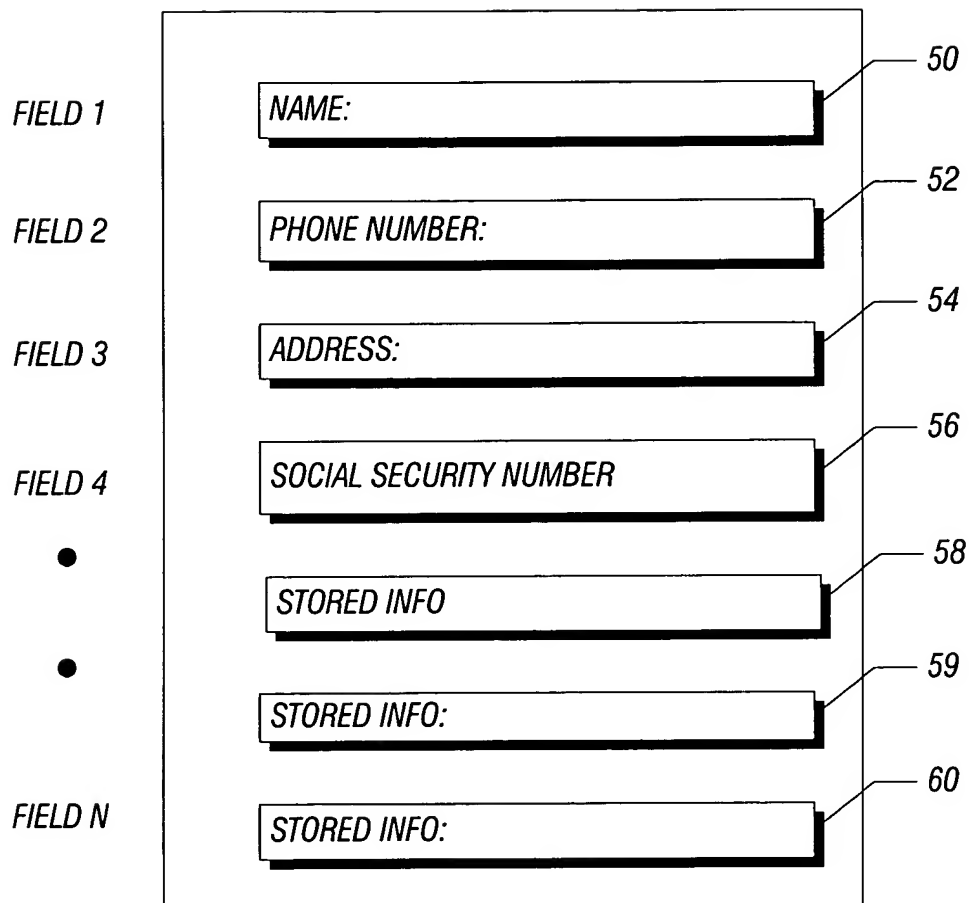 50
FIELD 1 NAME:
52
FIELD 2 PHONE NUMBER:
54
FIELD 3 ADDRESS:
56
FIELD 4 SOCIAL SECURITY NUMBER
58
STORED INFO
59
STORED INFO:
60
FIELD N STORED INFO: